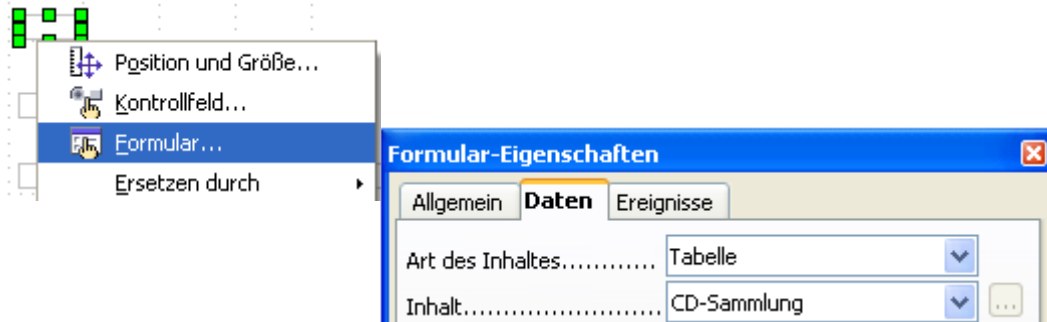 Position und Größe...
Kontrollfeld...
Formular...
Ersetzen durch
Formular-Eigenschaften
Allgemein Daten Ereignisse
Art des Inhaltes............ Tabelle
Inhalt......................... CD-Sammlung ...